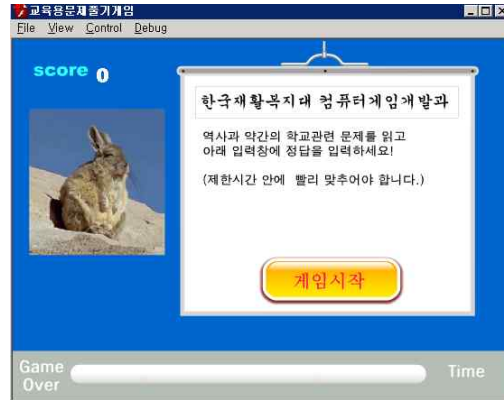 교육용문제풀기게임
File View Control Debug
score 0
한국재활복지대 컴퓨터게임개발과
역사과 약간의 학교관련 문제를 읽고
아래 입력창에 정답을 입력하세요!
(제한시간 안에 빨리 맞추어야 합니다.)
게임시작
Game
Over
Time